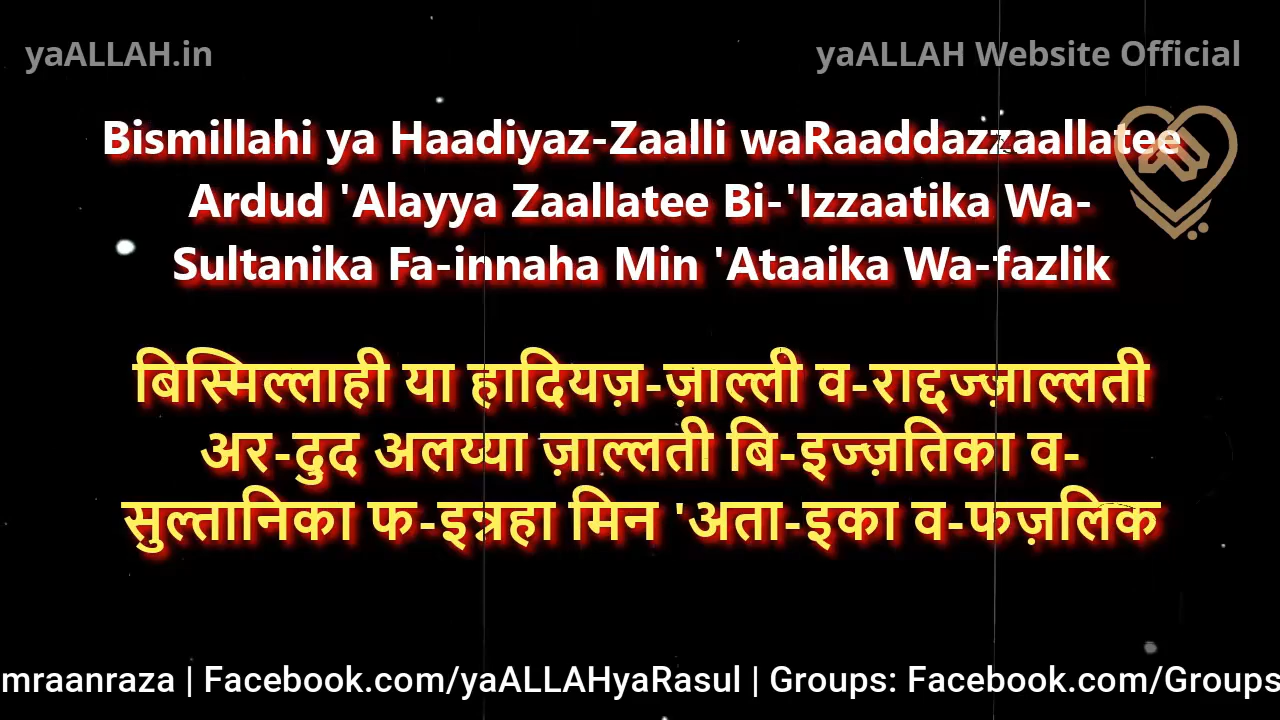 yaALLAH.in
yaALLAH Website Official
Bismillahi ya Haadiyaz-Zaalli waRaaddazzaallatee
Ardud 'Alayya Zaallatee Bi-'Izzaatika Wa-
Sultanika Fa-innaha Min 'Ataaika Wa-fazlik
बिस्मिल्लाही या हादियज़-ज़ाल्ली व-राद्दज्ज़ाल्लती
अर-दुद अलय्या ज़ाल्लती बि-इज्ज़तिका व-
सुल्तानिका फ-इन्नहा मिन 'अता-इका व-फज़लिक
mraanraza | Facebook.com/yaALLAHyaRasul | Groups: Facebook.com/Groups